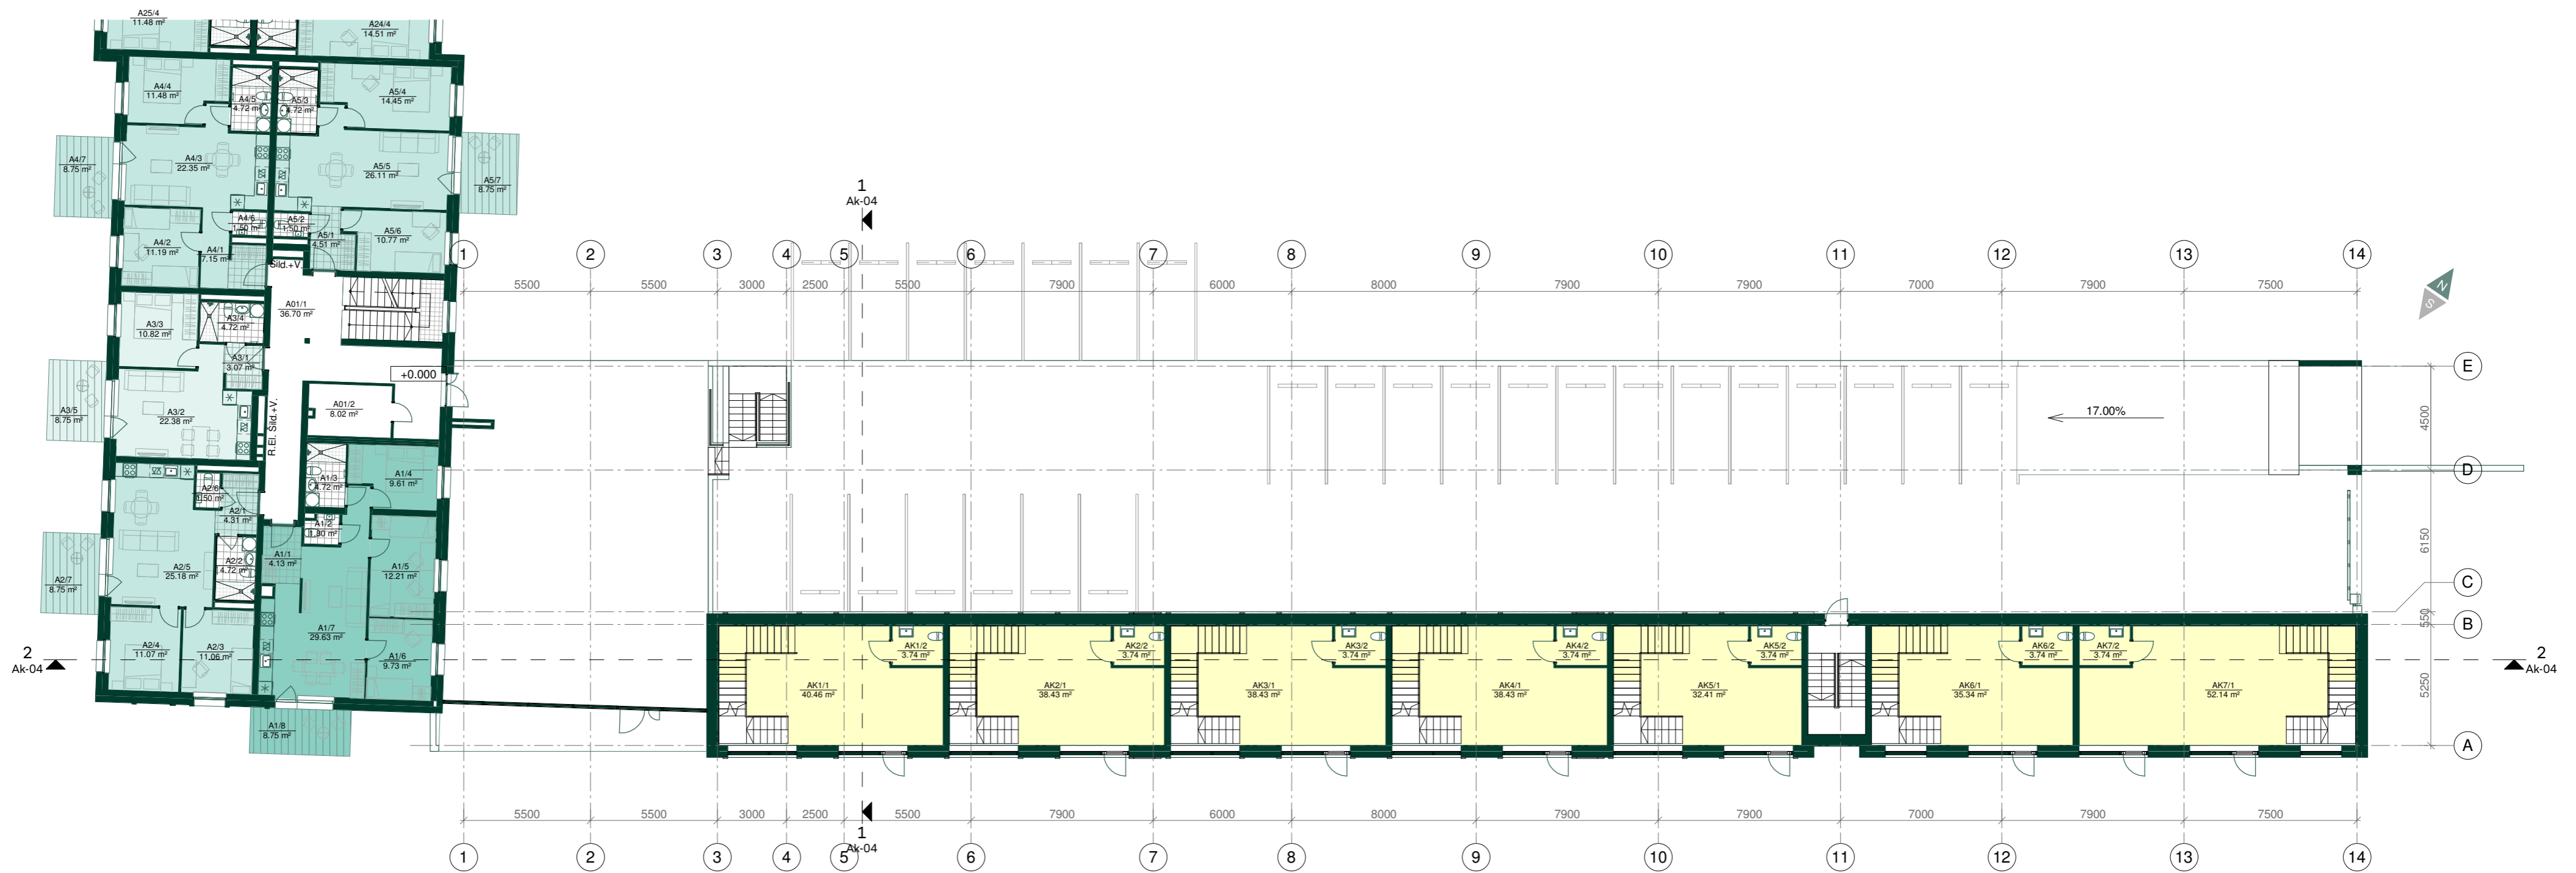 A25/4
11.48 m²
A24/4
14.51 m²
A4/4
11.48 m²
A4/5
4.72 m²
A5/3
4.72 m²
A5/4
14.45 m²
A4/7
8.75 m²
A4/3
22.35 m²
A5/5
26.11 m²
A5/7
8.75 m²
A4/2
11.19 m²
A4/6
1.50 m²
A4/1
7.15 m²
A5/2
1.50 m²
A5/1
4.51 m²
A5/6
10.77 m²
Sild.+V.
A01/1
36.70 m²
A3/3
10.82 m²
A3/4
4.72 m²
A3/1
3.07 m²
+0.000
A3/5
8.75 m²
A3/2
22.38 m²
A01/2
8.02 m²
R.El. Sild.+V.
A1/3
4.72 m²
A1/4
9.61 m²
A2/6
1.50 m²
A2/1
4.31 m²
A1/2
A1/1
4.13 m²
A2/7
8.75 m²
A2/5
25.18 m²
A2/2
4.72 m²
A1/5
12.21 m²
A1/7
29.63 m²
A2/4
11.07 m²
A2/3
11.06 m²
A1/6
9.73 m²
A1/8
8.75 m²
1
Ak-04
1 2 3 4 5 6 7 8 9 10 11 12 13 14
5500 5500 3000 2500 5500 7900 6000 8000 7900 7900 7000 7900 7500
N
S
E
17.00%
4500
D
6150
C
550
B
5250
A
2
Ak-04
AK1/1
40.46 m²
AK1/2
3.74 m²
AK2/1
38.43 m²
AK2/2
3.74 m²
AK3/1
38.43 m²
AK3/2
3.74 m²
AK4/1
38.43 m²
AK4/2
3.74 m²
AK5/1
32.41 m²
AK5/2
3.74 m²
AK6/1
35.34 m²
AK6/2
3.74 m²
AK7/2
3.74 m²
AK7/1
52.14 m²
2
Ak-04
5500 5500 3000 2500 5500 7900 6000 8000 7900 7900 7000 7900 7500
1
Ak-04
1 2 3 4 5 6 7 8 9 10 11 12 13 14